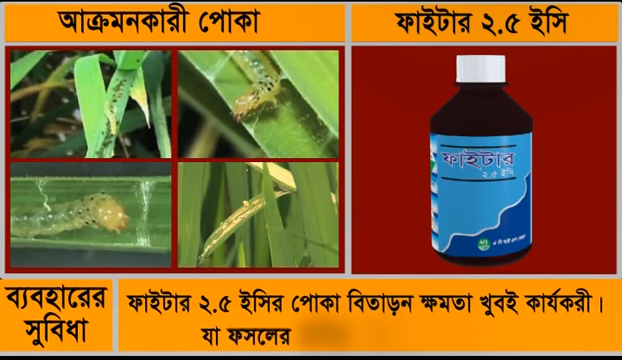 আক্রমনকারী পোকা
ফাইটার ২.৫ ইসি
ফাইটার
২.৫ ইসি
ব্যবহারের
সুবিধা
ফাইটার ২.৫ ইসির পোকা বিতাড়ন ক্ষমতা খুবই কার্যকরী।
যা ফসলের